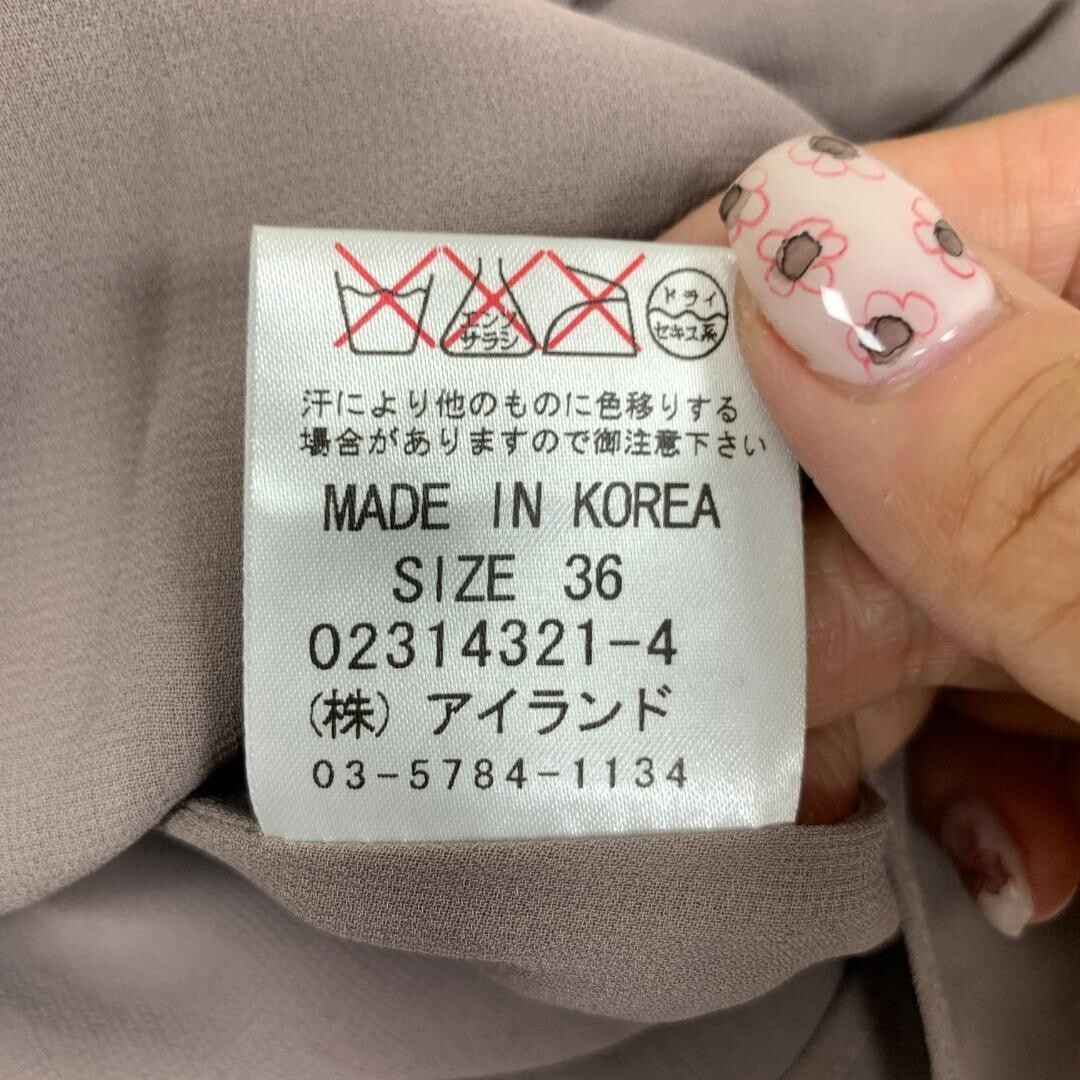 エンソ サラシ
ドライ
セキユ系
汗により他のものに色移りする
場合がありますので御注意下さい
MADE IN KOREA
SIZE 36
02314321-4
(株) アイランド
03-5784-1134